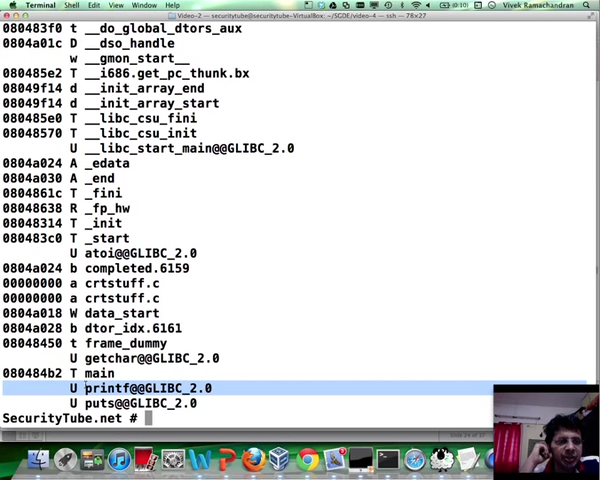 Terminal Shell Edit View Window Help (0:10) Vivek Ramachandran
Video-2 — securitytube@securitytube-VirtualBox: ~/SGDE/video-4 — ssh — 78×27
080483f0 t __do_global_dtors_aux
0804a01c D __dso_handle
w __gmon_start__
080485e2 T __i686.get_pc_thunk.bx
08049f14 d __init_array_end
08049f14 d __init_array_start
080485e0 T __libc_csu_fini
08048570 T __libc_csu_init
U __libc_start_main@@GLIBC_2.0
0804a024 A _edata
0804a030 A _end
0804861c T _fini
08048638 R _fp_hw
08048314 T _init
080483c0 T _start
U atoi@@GLIBC_2.0
0804a024 b completed.6159
00000000 a crtstuff.c
00000000 a crtstuff.c
0804a018 W data_start
0804a028 b dtor_idx.6161
08048450 t frame_dummy
U getchar@@GLIBC_2.0
080484b2 T main
U printf@@GLIBC_2.0
U puts@@GLIBC_2.0
SecurityTube.net #